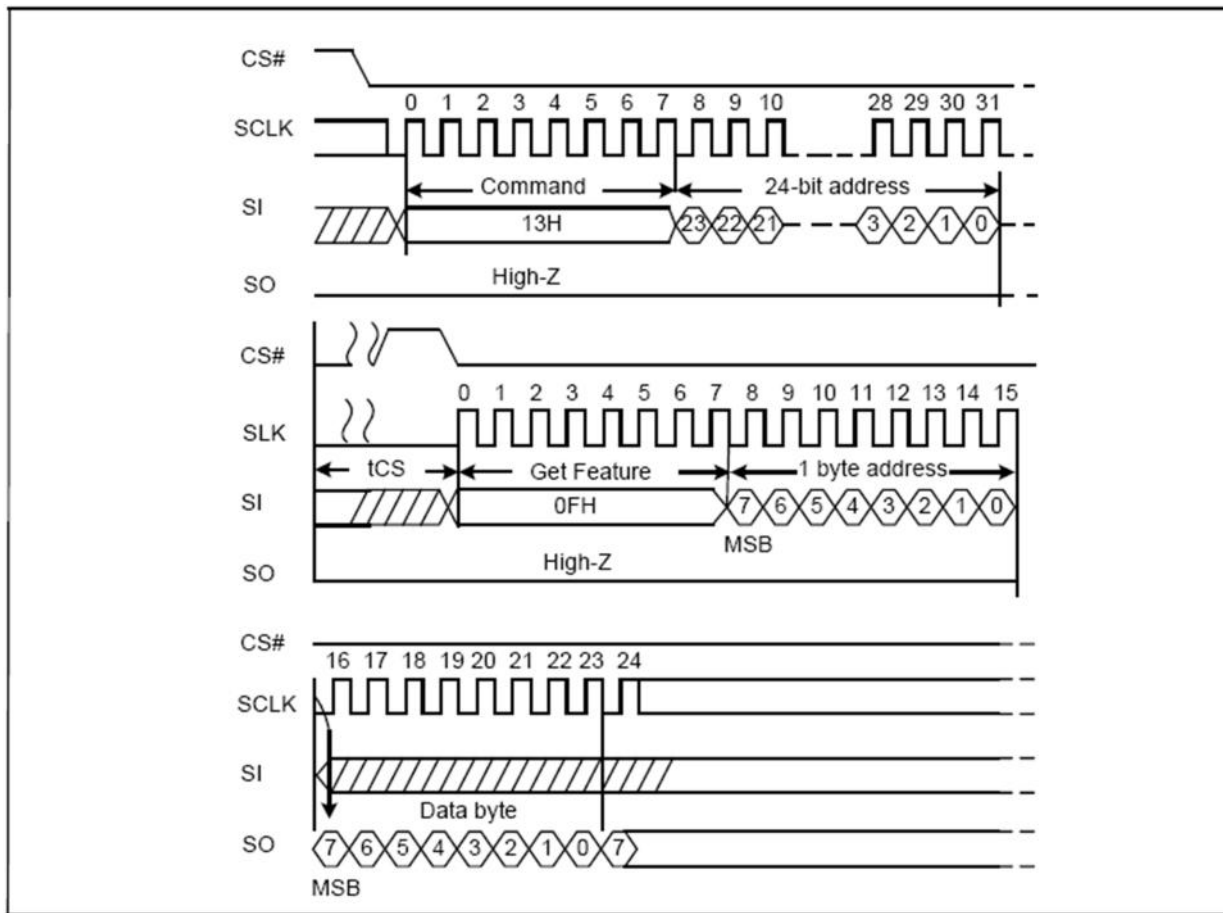 CS#
0 1 2 3 4 5 6 7 8 9 10 28 29 30 31
SCLK
Command 24-bit address
SI 13H 23 22 21 3 2 1 0
High-Z
SO
CS#
0 1 2 3 4 5 6 7 8 9 10 11 12 13 14 15
SLK
tCS Get Feature 1 byte address
SI 0FH 7 6 5 4 3 2 1 0
MSB
High-Z
SO
CS#
16 17 18 19 20 21 22 23 24
SCLK
SI
Data byte
SO 7 6 5 4 3 2 1 0 7
MSB